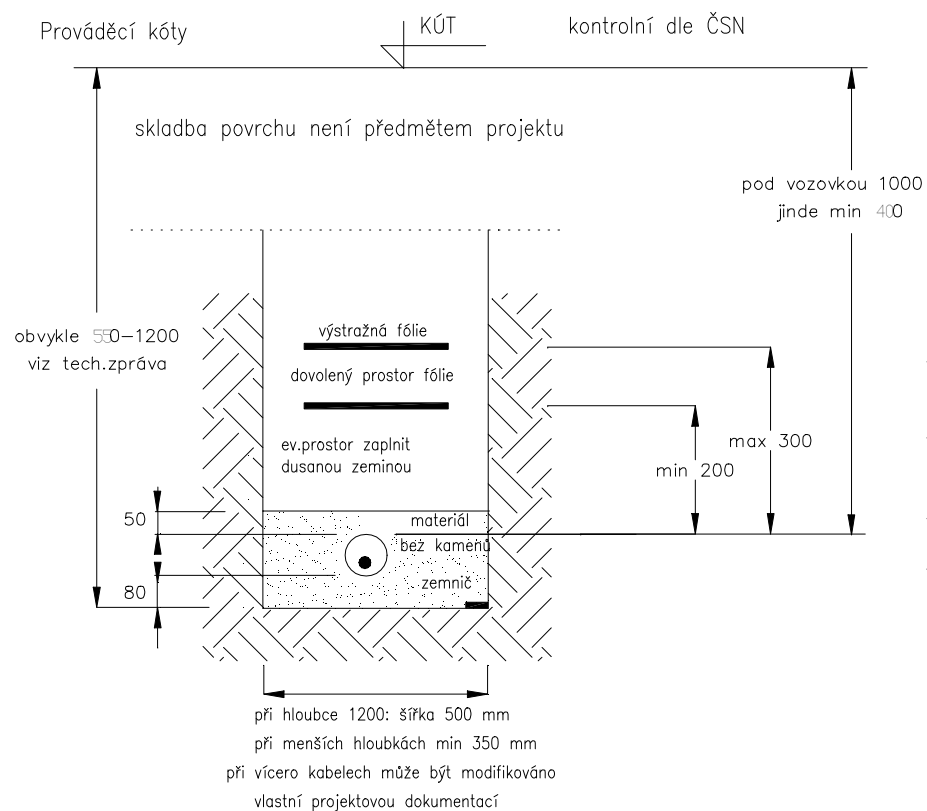 Prováděcí kóty
KÚT
kontrolní dle ČSN
skladba povrchu není předmětem projektu
pod vozovkou 1000
jinde min 400
obvykle 550-1200
viz tech.zpráva
výstražná fólie
dovolený prostor fólie
max 300
min 200
ev.prostor zaplnit
dusanou zeminou
50
materiál
bez kamenů
zemnič
80
při hloubce 1200: šířka 500 mm
při menších hloubkách min 350 mm
při vícero kabelech může být modifikováno
vlastní projektovou dokumentací